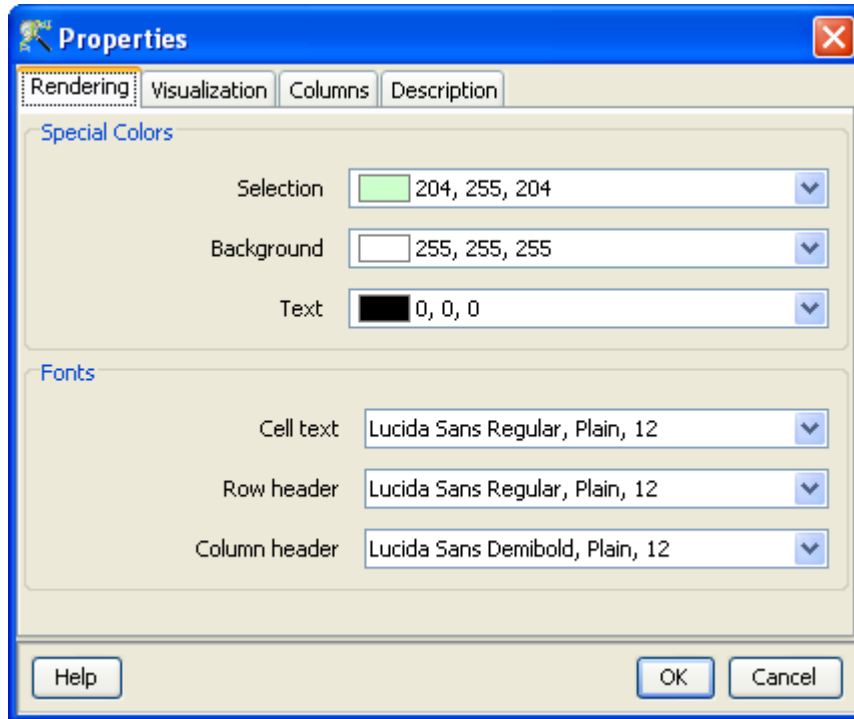 Properties
Rendering Visualization Columns Description
Special Colors
Selection 204, 255, 204
Background 255, 255, 255
Text 0, 0, 0
Fonts
Cell text Lucida Sans Regular, Plain, 12
Row header Lucida Sans Regular, Plain, 12
Column header Lucida Sans Demibold, Plain, 12
Help OK Cancel